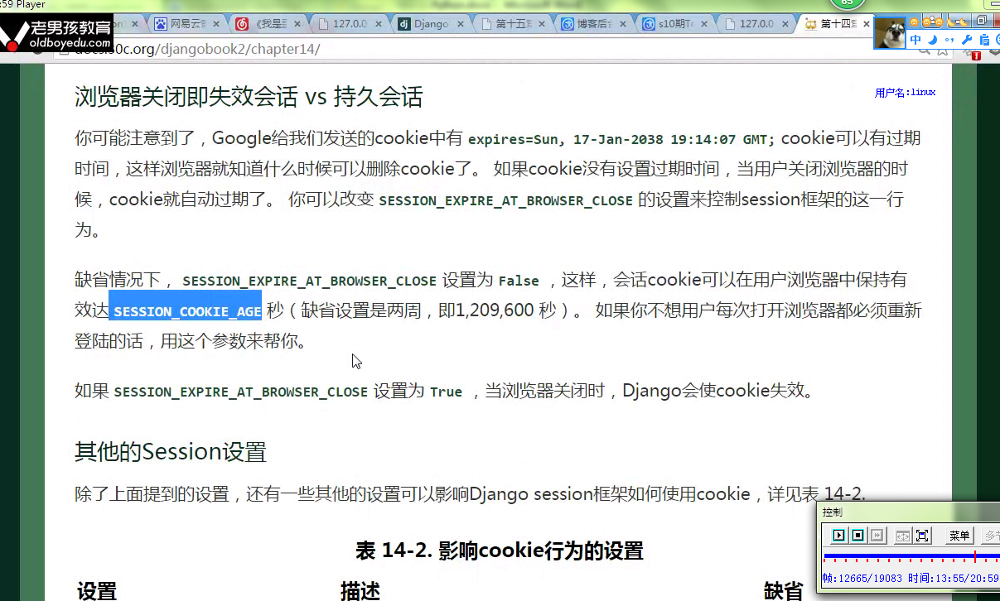 :59 Player
老男孩教育
oldboyedu.com
网易云音
《我是
127.0.0
Django
第十五章
博客后台
s10期T
127.0.0
第十四章
中
0c.org/djangobook2/chapter14/
浏览器关闭即失效会话 vs 持久会话
用户名:linux
你可能注意到了，Google给我们发送的cookie中有 expires=Sun, 17-Jan-2038 19:14:07 GMT; cookie可以有过期
时间，这样浏览器就知道什么时候可以删除cookie了。 如果cookie没有设置过期时间，当用户关闭浏览器的时
候，cookie就自动过期了。 你可以改变 SESSION_EXPIRE_AT_BROWSER_CLOSE 的设置来控制session框架的这一行
为。
缺省情况下， SESSION_EXPIRE_AT_BROWSER_CLOSE 设置为 False ，这样，会话cookie可以在用户浏览器中保持有
效达 SESSION_COOKIE_AGE 秒（缺省设置是两周，即1,209,600 秒）。 如果你不想用户每次打开浏览器都必须重新
登陆的话，用这个参数来帮你。
如果 SESSION_EXPIRE_AT_BROWSER_CLOSE 设置为 True ，当浏览器关闭时，Django会使cookie失效。
其他的Session设置
除了上面提到的设置，还有一些其他的设置可以影响Django session框架如何使用cookie，详见表 14-2.
表 14-2. 影响cookie行为的设置
设置 描述 缺省
控制
菜单
多
帧:12665/19083 时间:13:55/20:59